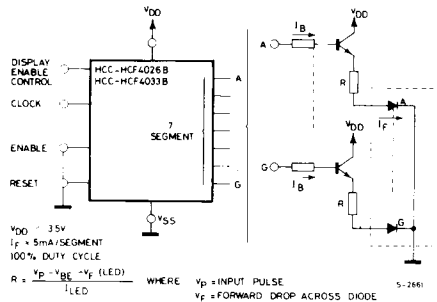 VDD
DISPLAY
ENABLE
CONTROL
CLOCK
ENABLE
RESET
HCC-HCF4026B
HCC-HCF4033B
7
SEGMENT
A
G
VSS
VDD
A
IB
R
A
IF
VDD
G
IB
R
G
VDD = 3.5V
IF = 5mA/SEGMENT
100% DUTY CYCLE
R = VP - VBE - VF (LED)
ILED
WHERE VP = INPUT PULSE
VF = FORWARD DROP ACROSS DIODE
S-2661